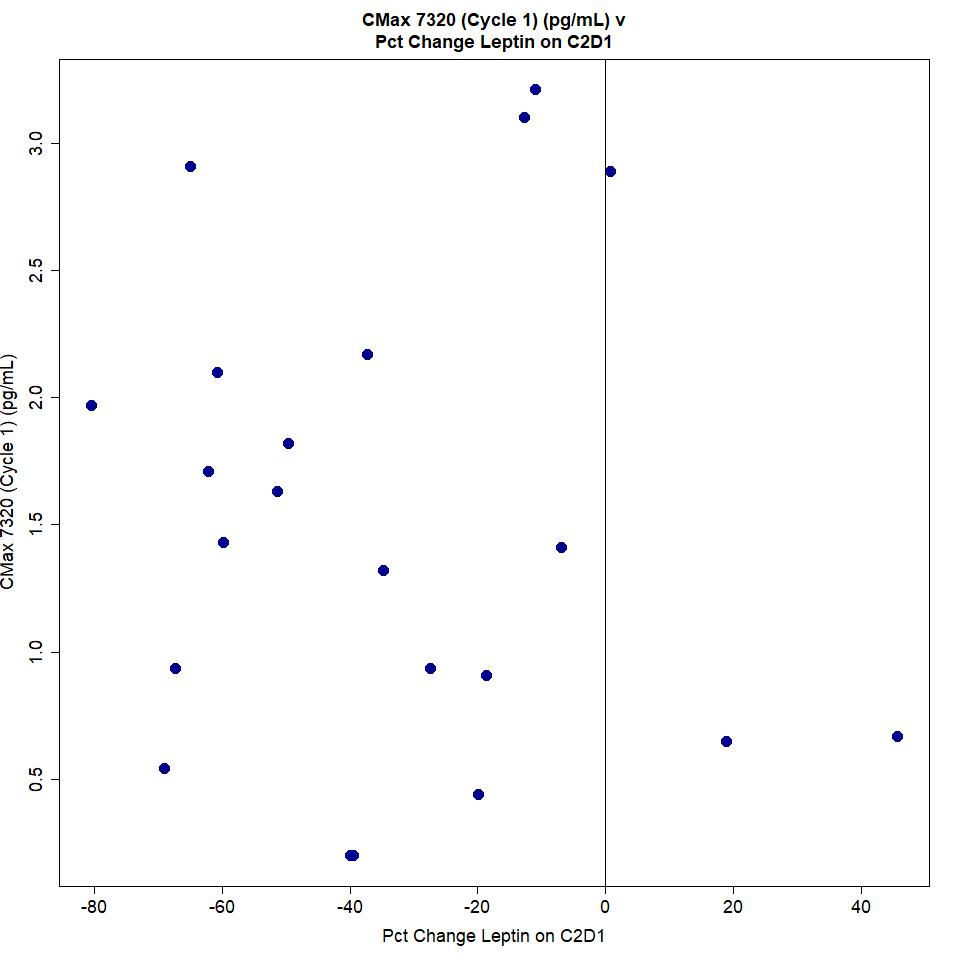 CMax 7320 (Cycle 1) (pg/mL) v
Pct Change Leptin on C2D1
CMax 7320 (Cycle 1) (pg/mL)
3.0
2.5
2.0
1.5
1.0
0.5
-80 -60 -40 -20 0 20 40
Pct Change Leptin on C2D1